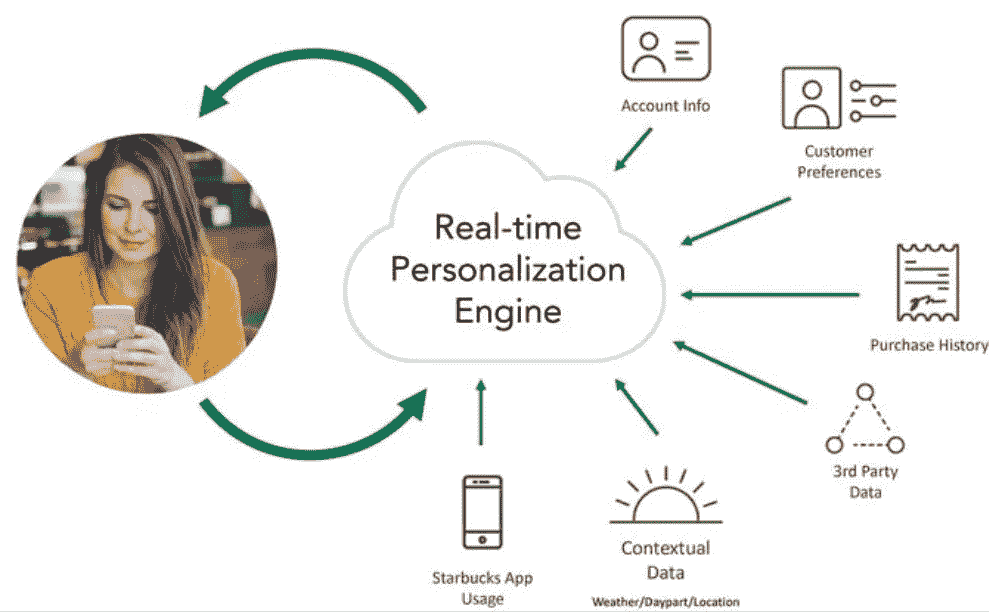 Account Info
Customer
Preferences
Real-time
Personalization
Engine
Purchase History
3rd Party
Data
Contextual
Data
Weather/Daypart/Location
Starbucks App
Usage